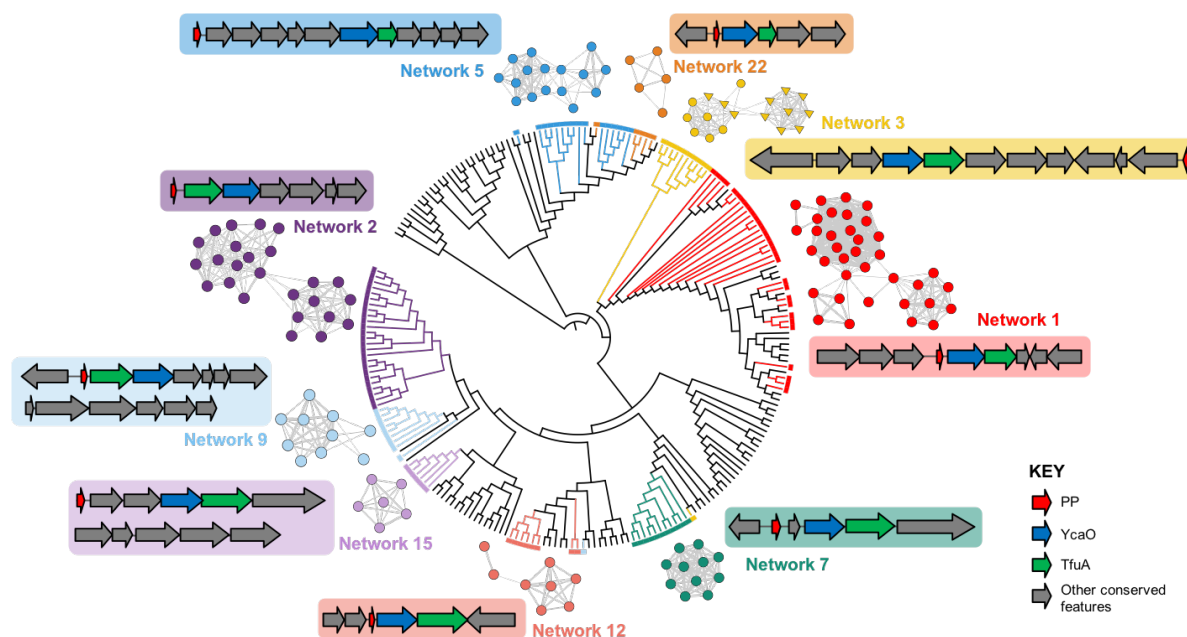 Network 5
Network 22
Network 3
Network 2
Network 1
Network 9
Network 15
Network 7
Network 12
KEY
PP
YcaO
TfuA
Other conserved
features